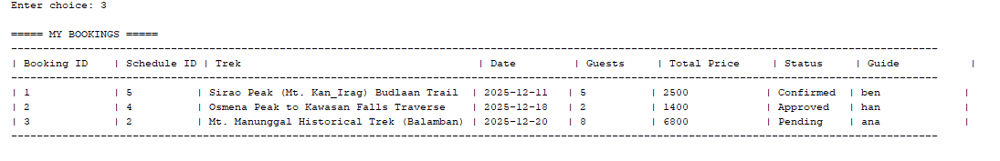 Enter choice: 3
===== MY BOOKINGS =====
--------------------------------------------------------------------------------------------------------------------------------------------------
| Booking ID    | Schedule ID | Trek                                     | Date         | Guests      | Total Price     | Status     | Guide           |
--------------------------------------------------------------------------------------------------------------------------------------------------
| 1             | 5           | Sirao Peak (Mt. Kan_Irag) Budlaan Trail  | 2025-12-11   | 5           | 2500            | Confirmed  | ben             |
| 2             | 4           | Osmena Peak to Kawasan Falls Traverse    | 2025-12-18   | 2           | 1400            | Approved   | han             |
| 3             | 2           | Mt. Manunggal Historical Trek (Balamban) | 2025-12-20   | 8           | 6800            | Pending    | ana             |
--------------------------------------------------------------------------------------------------------------------------------------------------